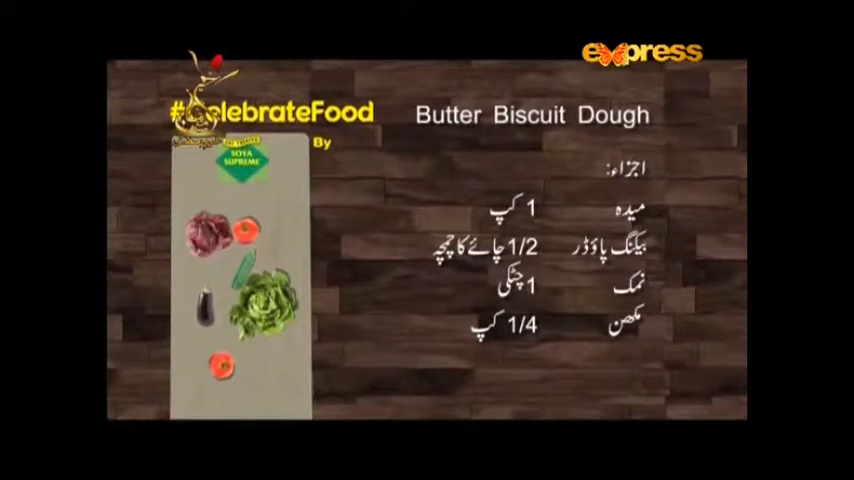 express
#CelebrateFood
By
SOYA
SUPREME
Butter Biscuit Dough
اجزاء:
میدہ 1 کپ
بیکنگ پاؤڈر 1/2 چائے کا چمچہ
نمک 1 چٹکی
مکھن 1/4 کپ